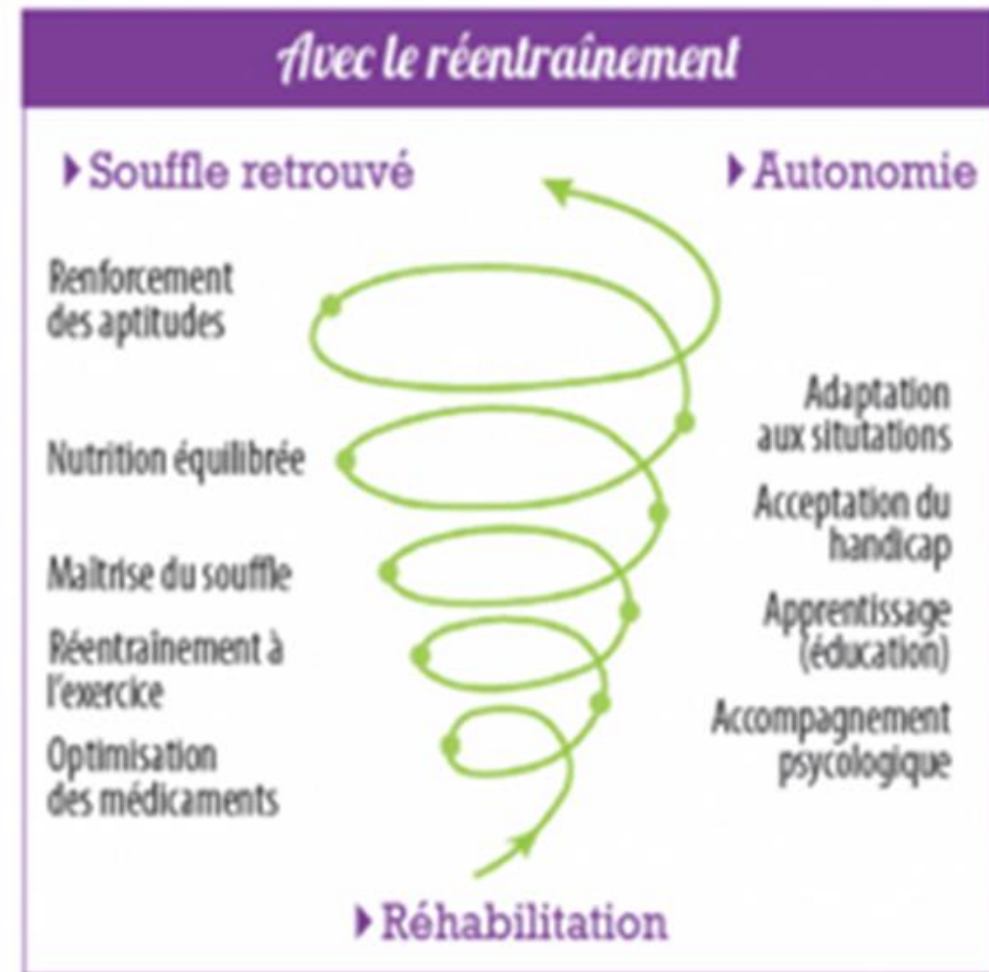 Avec le réentraînement
Souffle retrouvé
Autonomie
Renforcement
des aptitudes
Nutrition équilibrée
Maîtrise du souffle
Réentraînement à
l'exercice
Optimisation
des médicaments
Adaptation
aux situtations
Acceptation du
handicap
Apprentissage
(éducation)
Accompagnement
psycologique
Réhabilitation